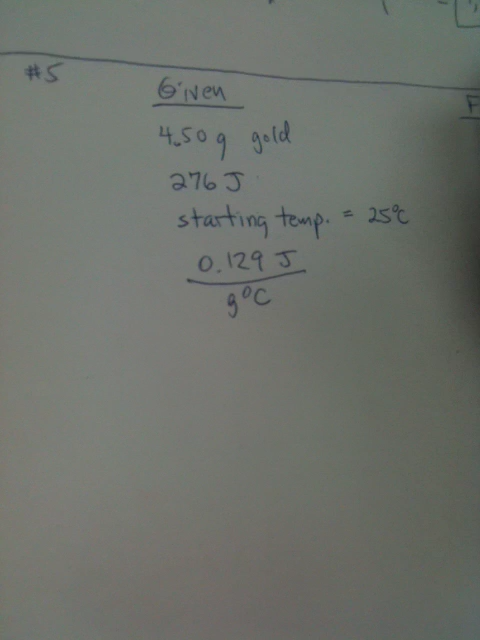 #5
Given
4.50 g gold
276 J
starting temp. = 25°C
0.129 J
g°C
F